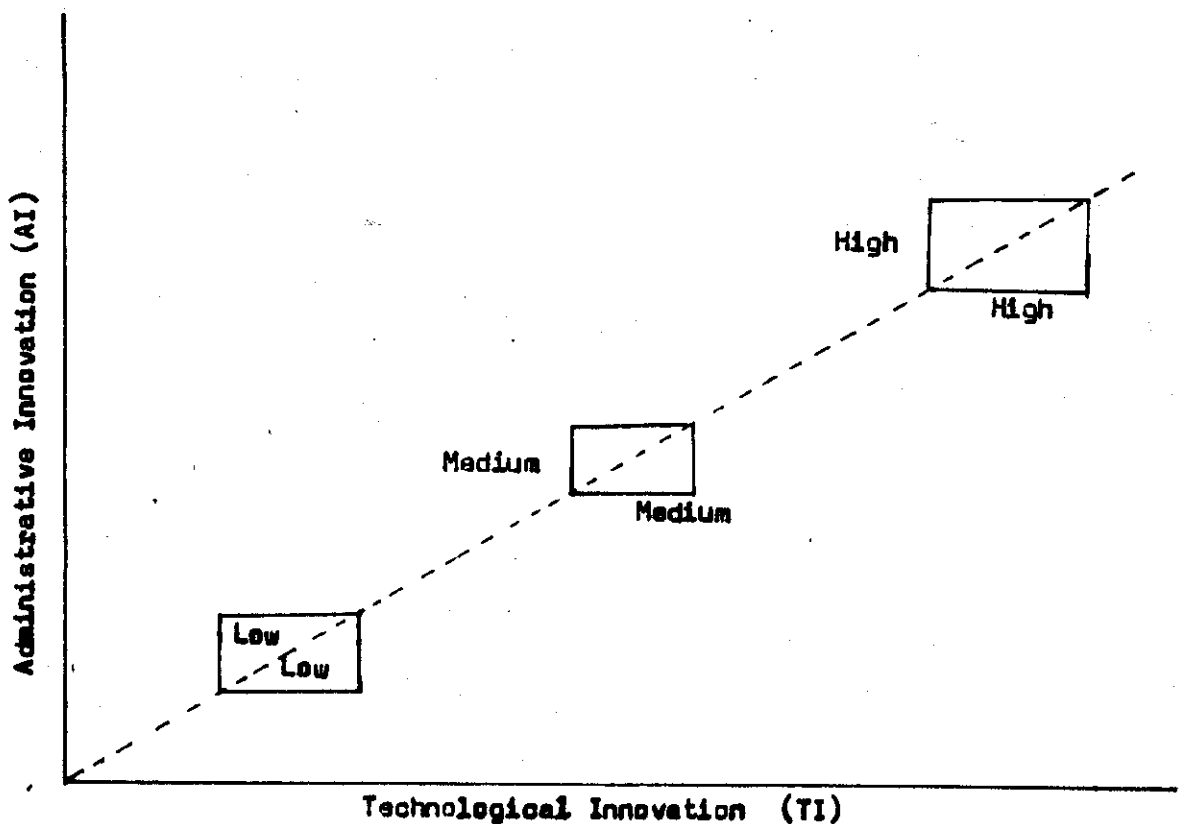 Administrative Innovation (AI)
High
High
Medium
Medium
Low
Low
Technological Innovation (TI)